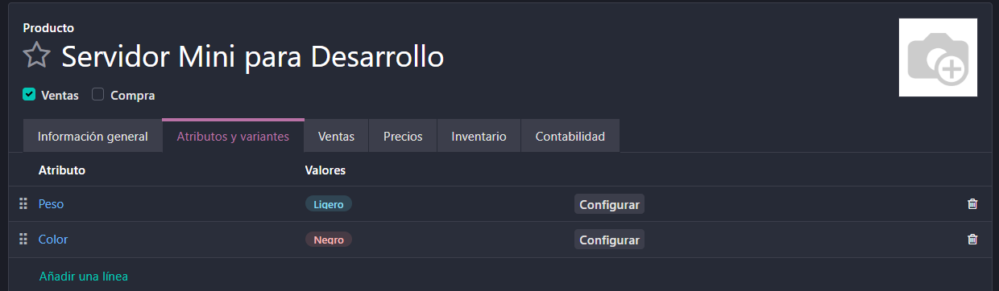 Producto
Servidor Mini para Desarrollo
Ventas Compra
Información general Atributos y variantes Ventas Precios Inventario Contabilidad
Atributo Valores
Peso Ligero Configurar
Color Negro Configurar
Añadir una línea